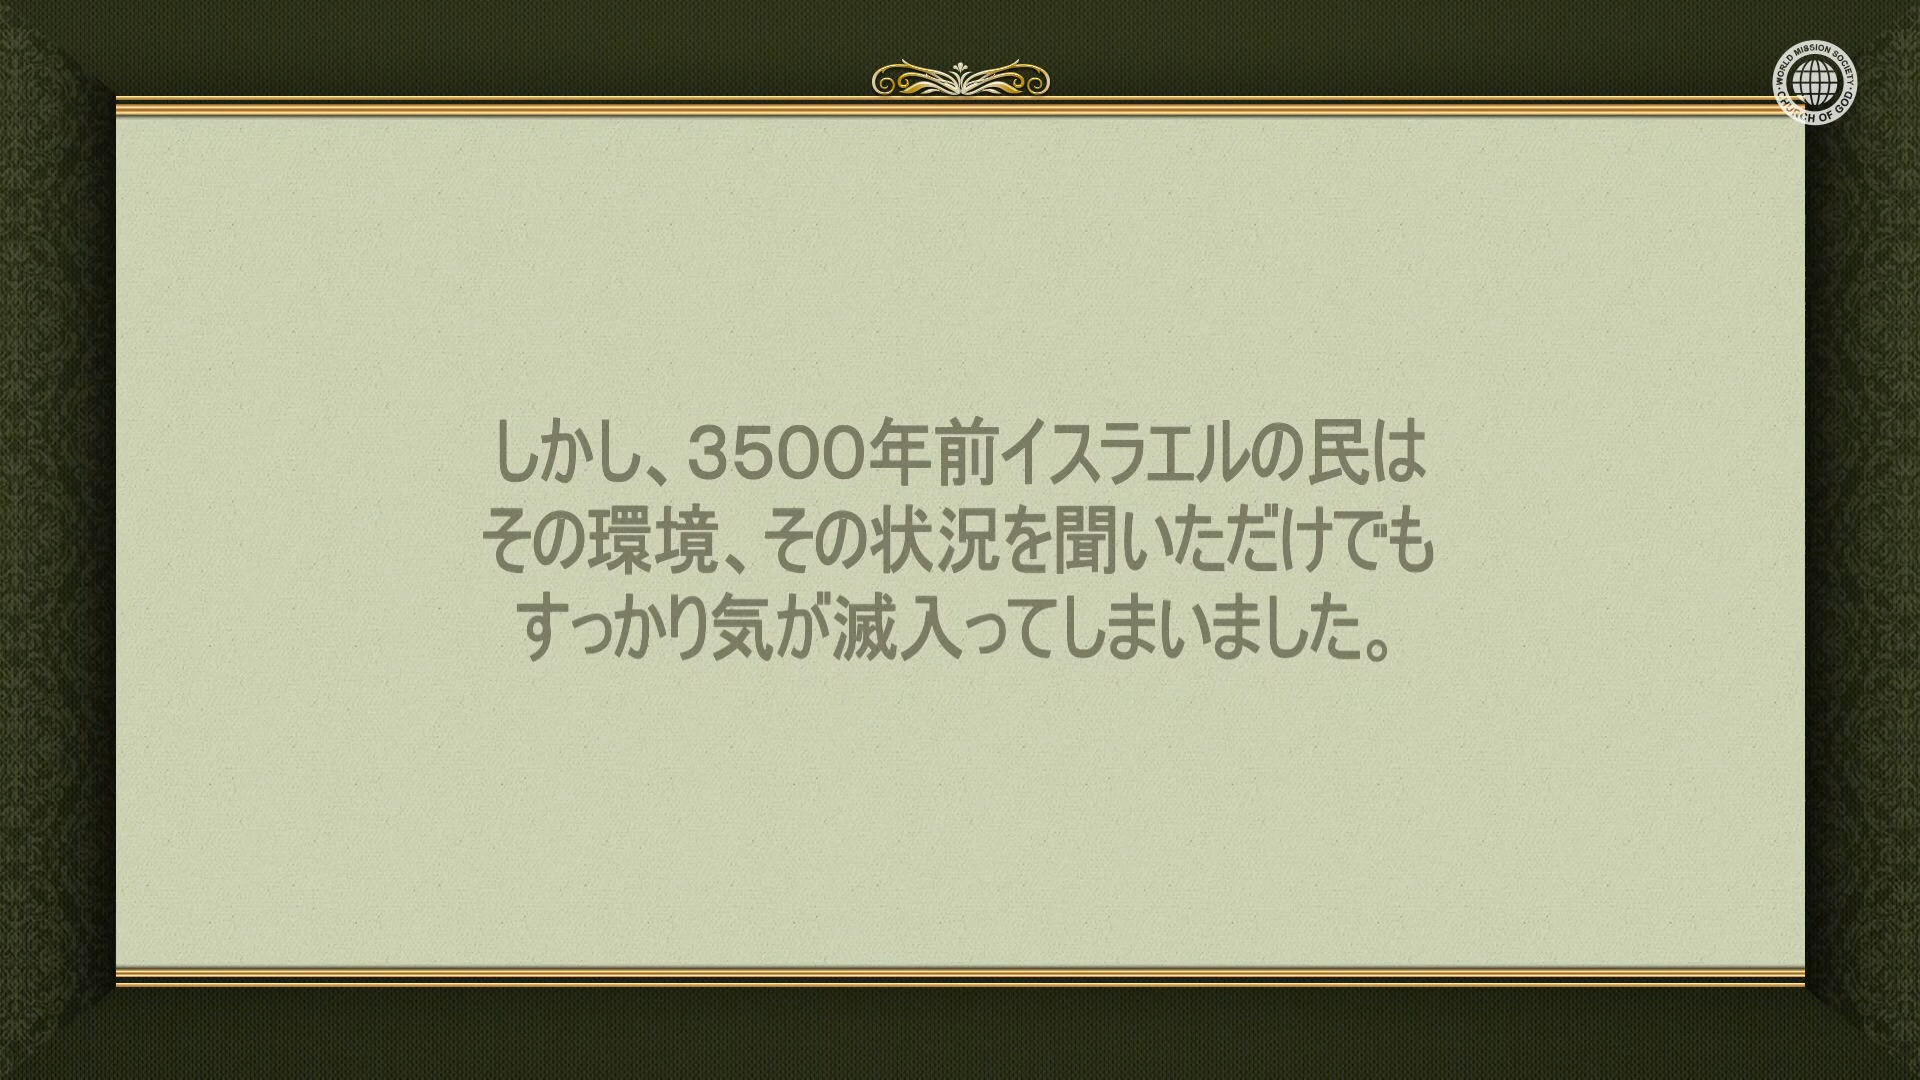 WORLD MISSION SOCIETY
CHURCH OF GOD
しかし、3500年前イスラエルの民は
その環境、その状況を聞いただけでも
すっかり気が滅入ってしまいました。